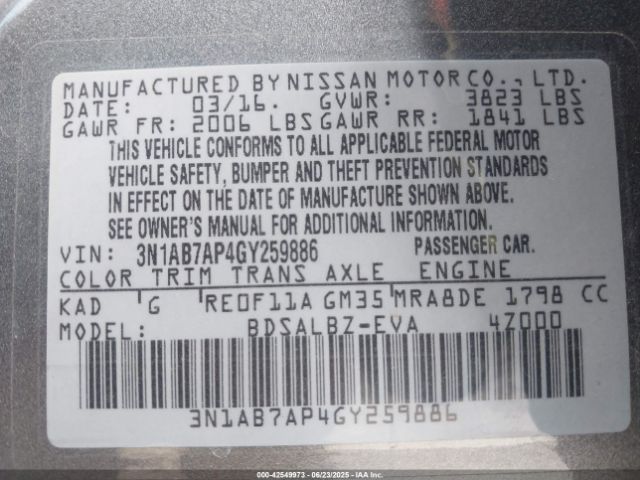 MANUFACTURED BY NISSAN MOTOR CO., LTD.
DATE: 03/16. GVWR: 3823 LBS
GAWR FR: 2006 LBS GAWR RR: 1841 LBS
THIS VEHICLE CONFORMS TO ALL APPLICABLE FEDERAL MOTOR
VEHICLE SAFETY, BUMPER AND THEFT PREVENTION STANDARDS
IN EFFECT ON THE DATE OF MANUFACTURE SHOWN ABOVE.
SEE OWNER'S MANUAL FOR ADDITIONAL INFORMATION.
VIN: 3N1AB7AP4GY259886 PASSENGER CAR.
COLOR TRIM TRANS AXLE ENGINE
KAD G RE0F11A GM35 MRA8DE 1798 CC
MODEL: BDSALBZ-EVA 4Z000
3N1AB7AP4GY259886
000-42549973 - 06/23/2025 - IAA, Inc.